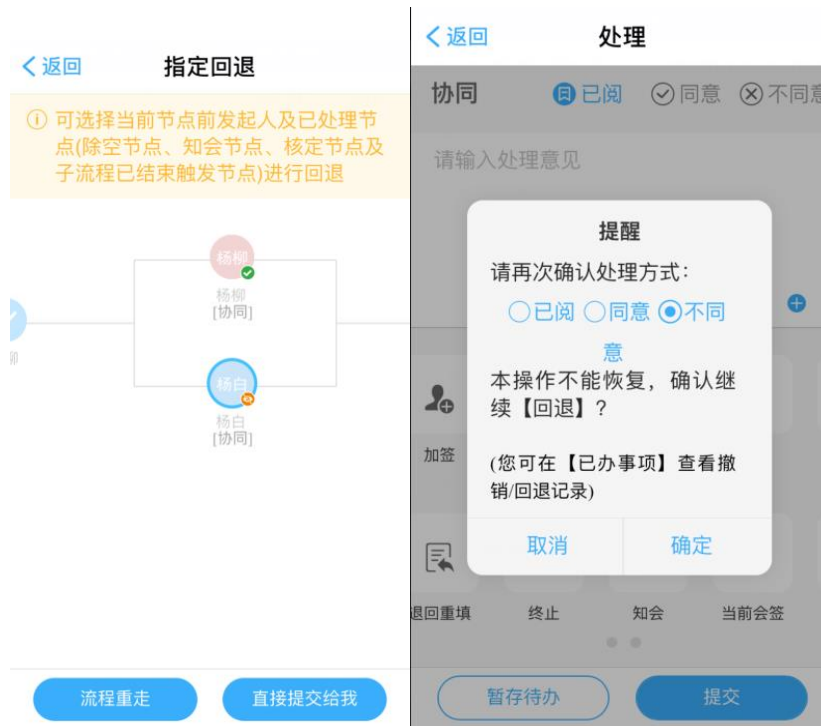 返回
指定回退
可选择当前节点前发起人及已处理节
点(除空节点、知会节点、核定节点及
子流程已结束触发节点)进行回退
杨柳
杨柳
[协同]
杨白
杨白
[协同]
流程重走
直接提交给我
返回
处理
协同
已阅
同意
不同意
请输入处理意见
提醒
请再次确认处理方式：
已阅 同意 不同
意
本操作不能恢复，确认继
续【回退】？
(您可在【已办事项】查看撤
销/回退记录)
取消
确定
加签
退回重填
终止
知会
当前会签
暂存待办
提交